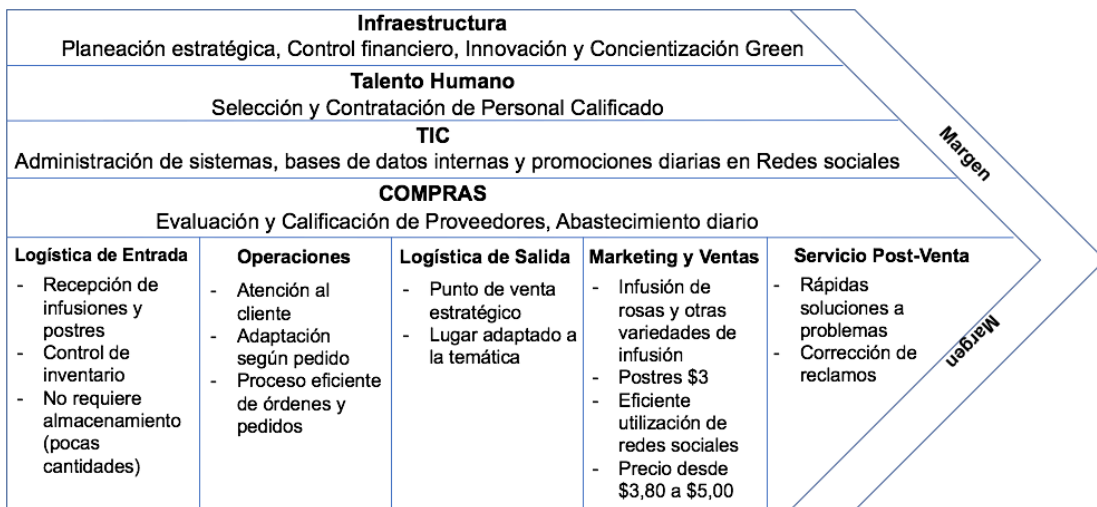 Infraestructura
Planeación estratégica, Control financiero, Innovación y Concientización Green
Talento Humano
Selección y Contratación de Personal Calificado
TIC
Administración de sistemas, bases de datos internas y promociones diarias en Redes sociales
COMPRAS
Evaluación y Calificación de Proveedores, Abastecimiento diario
Margen
Margen
Logística de Entrada
- Recepción de
infusiones y
postres
- Control de
inventario
- No requiere
almacenamiento
(pocas
cantidades)
Operaciones
- Atención al
cliente
- Adaptación
según pedido
- Proceso eficiente
de órdenes y
pedidos
Logística de Salida
- Punto de venta
estratégico
- Lugar adaptado a
la temática
Marketing y Ventas
- Infusión de
rosas y otras
variedades de
infusión
- Postres $3
- Eficiente
utilización de
redes sociales
- Precio desde
$3,80 a $5,00
Servicio Post-Venta
- Rápidas
soluciones a
problemas
- Corrección de
reclamos